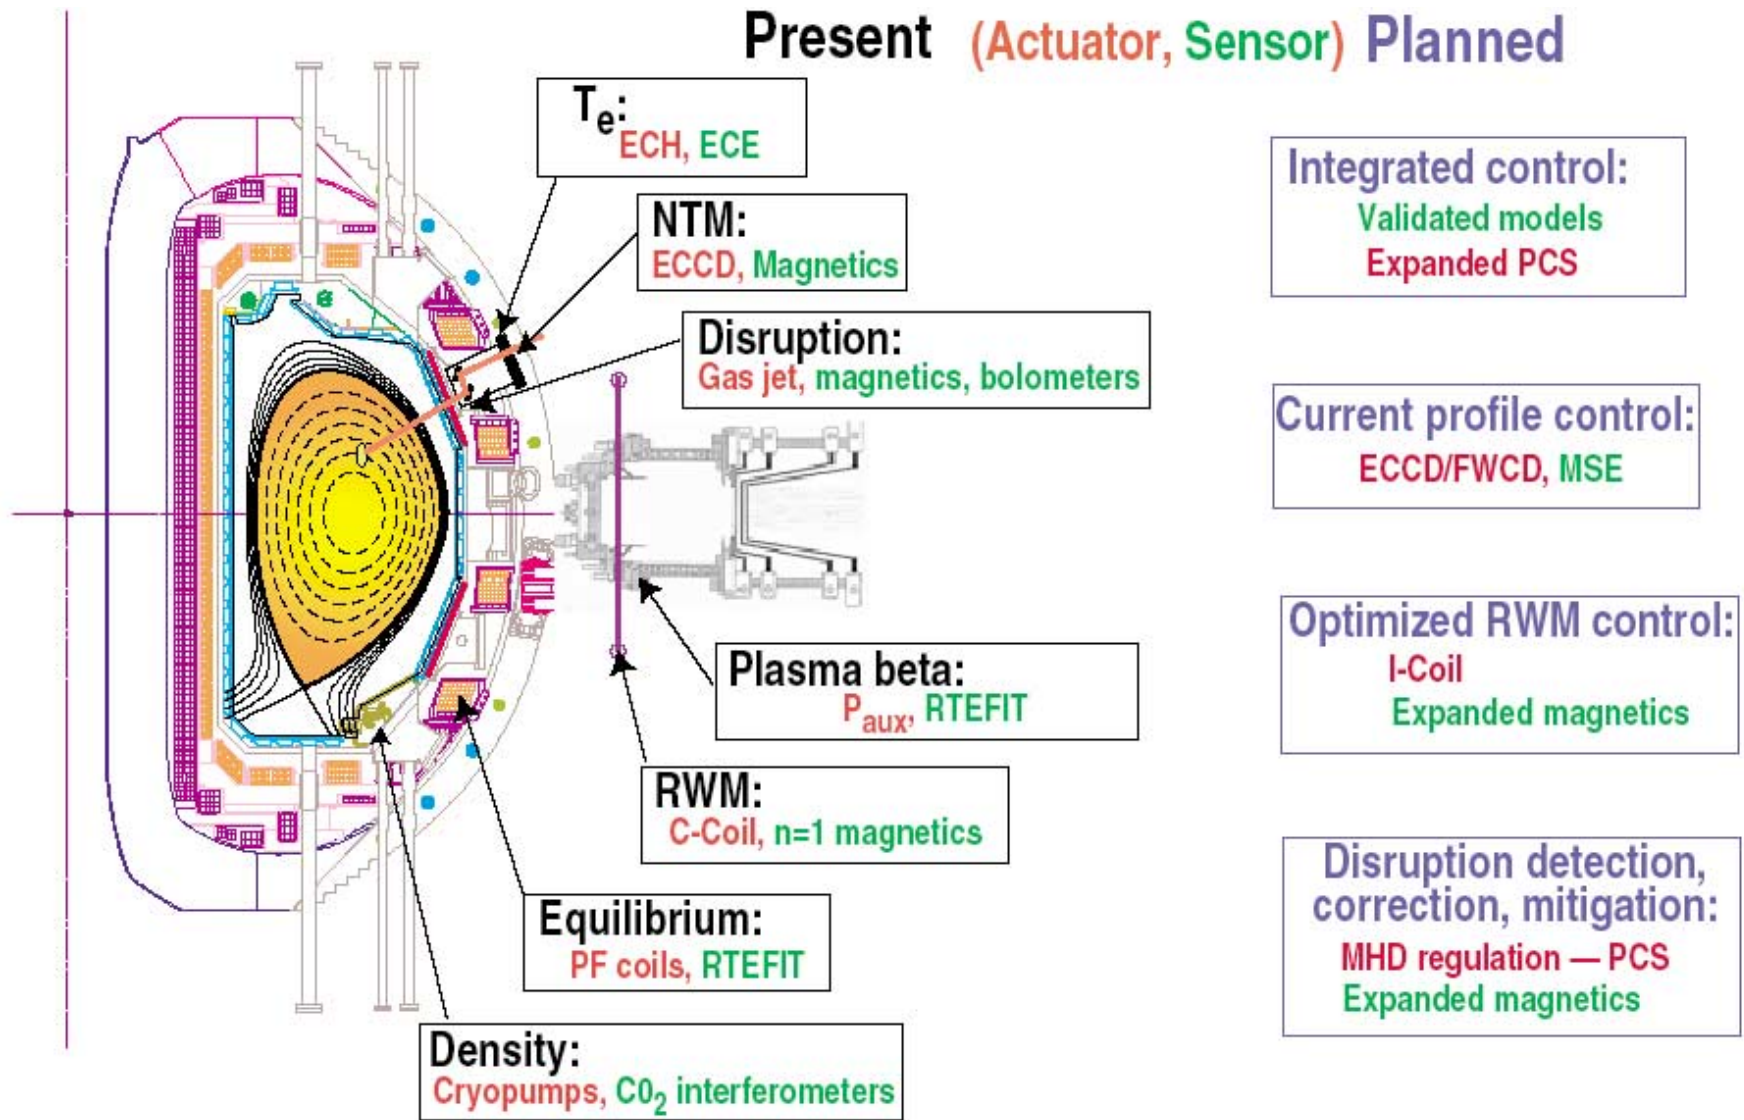 Present (Actuator, Sensor) Planned
Te:
ECH, ECE
NTM:
ECCD, Magnetics
Disruption:
Gas jet, magnetics, bolometers
Plasma beta:
Paux, RTEFIT
RWM:
C-Coil, n=1 magnetics
Equilibrium:
PF coils, RTEFIT
Density:
Cryopumps, C02 interferometers
Integrated control:
Validated models
Expanded PCS
Current profile control:
ECCD/FWCD, MSE
Optimized RWM control:
I-Coil
Expanded magnetics
Disruption detection,
correction, mitigation:
MHD regulation — PCS
Expanded magnetics